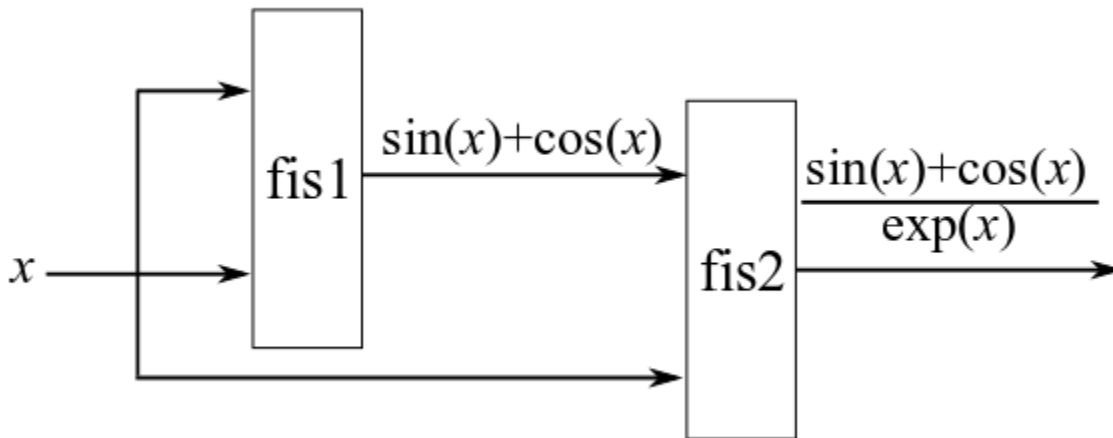 sin(x)+cos(x)
fis1
sin(x)+cos(x)
exp(x)
x
fis2